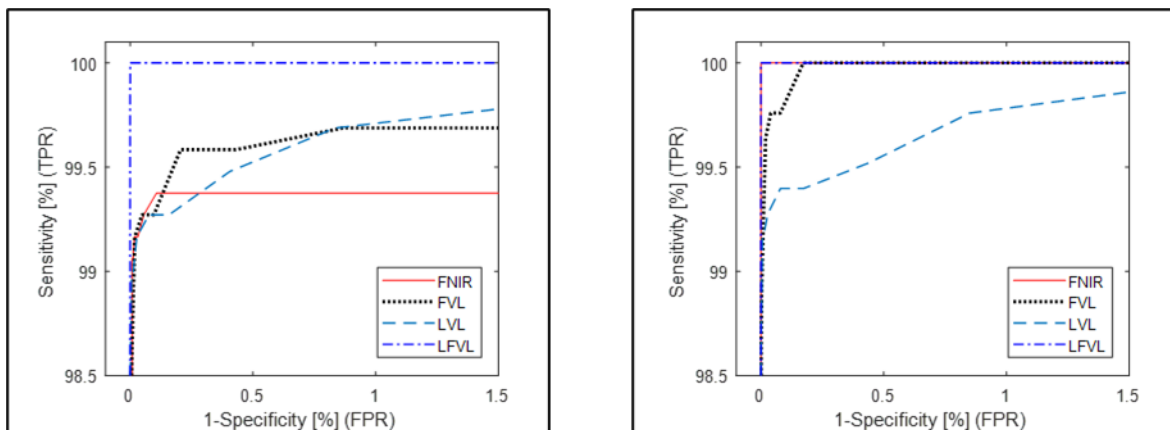 100
99.5
99
98.5
Sensitivity [%] (TPR)
0
0.5
1
1.5
1-Specificity [%] (FPR)
FNIR
FVL
LVL
LFVL
100
99.5
99
98.5
Sensitivity [%] (TPR)
0
0.5
1
1.5
1-Specificity [%] (FPR)
FNIR
FVL
LVL
LFVL